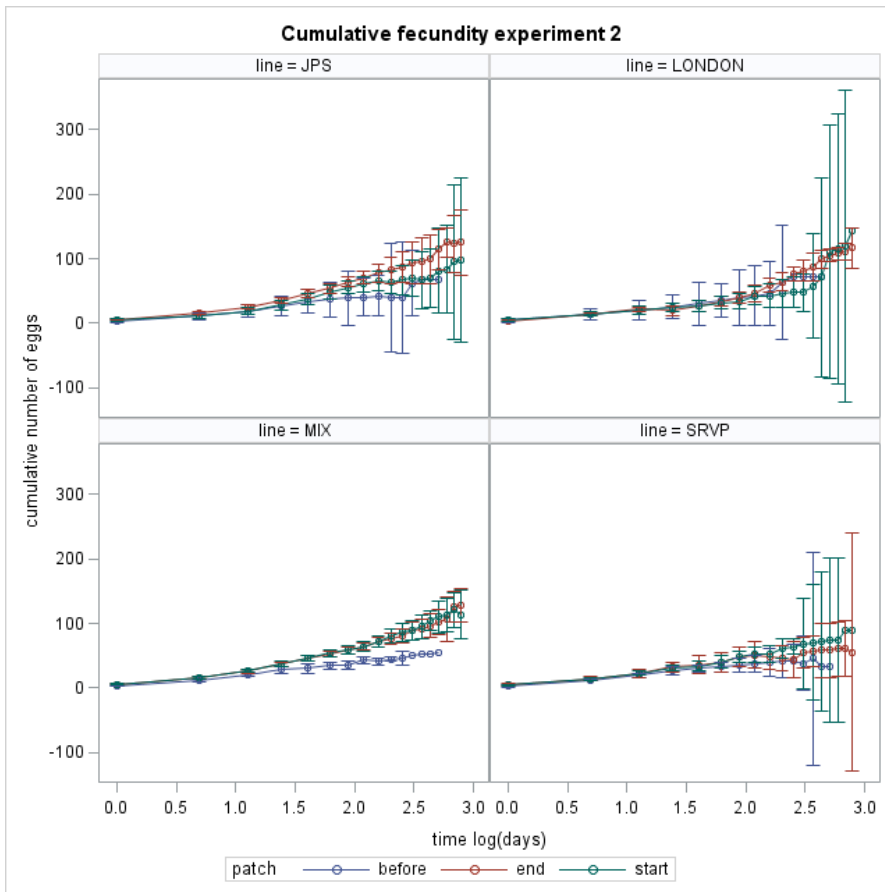 Cumulative fecundity experiment 2
line = JPS
line = LONDON
300
200
100
0
-100
line = MIX
line = SRVP
300
200
100
0
-100
cumulative number of eggs
0.0 0.5 1.0 1.5 2.0 2.5 3.0
0.0 0.5 1.0 1.5 2.0 2.5 3.0
time log(days)
patch before end start